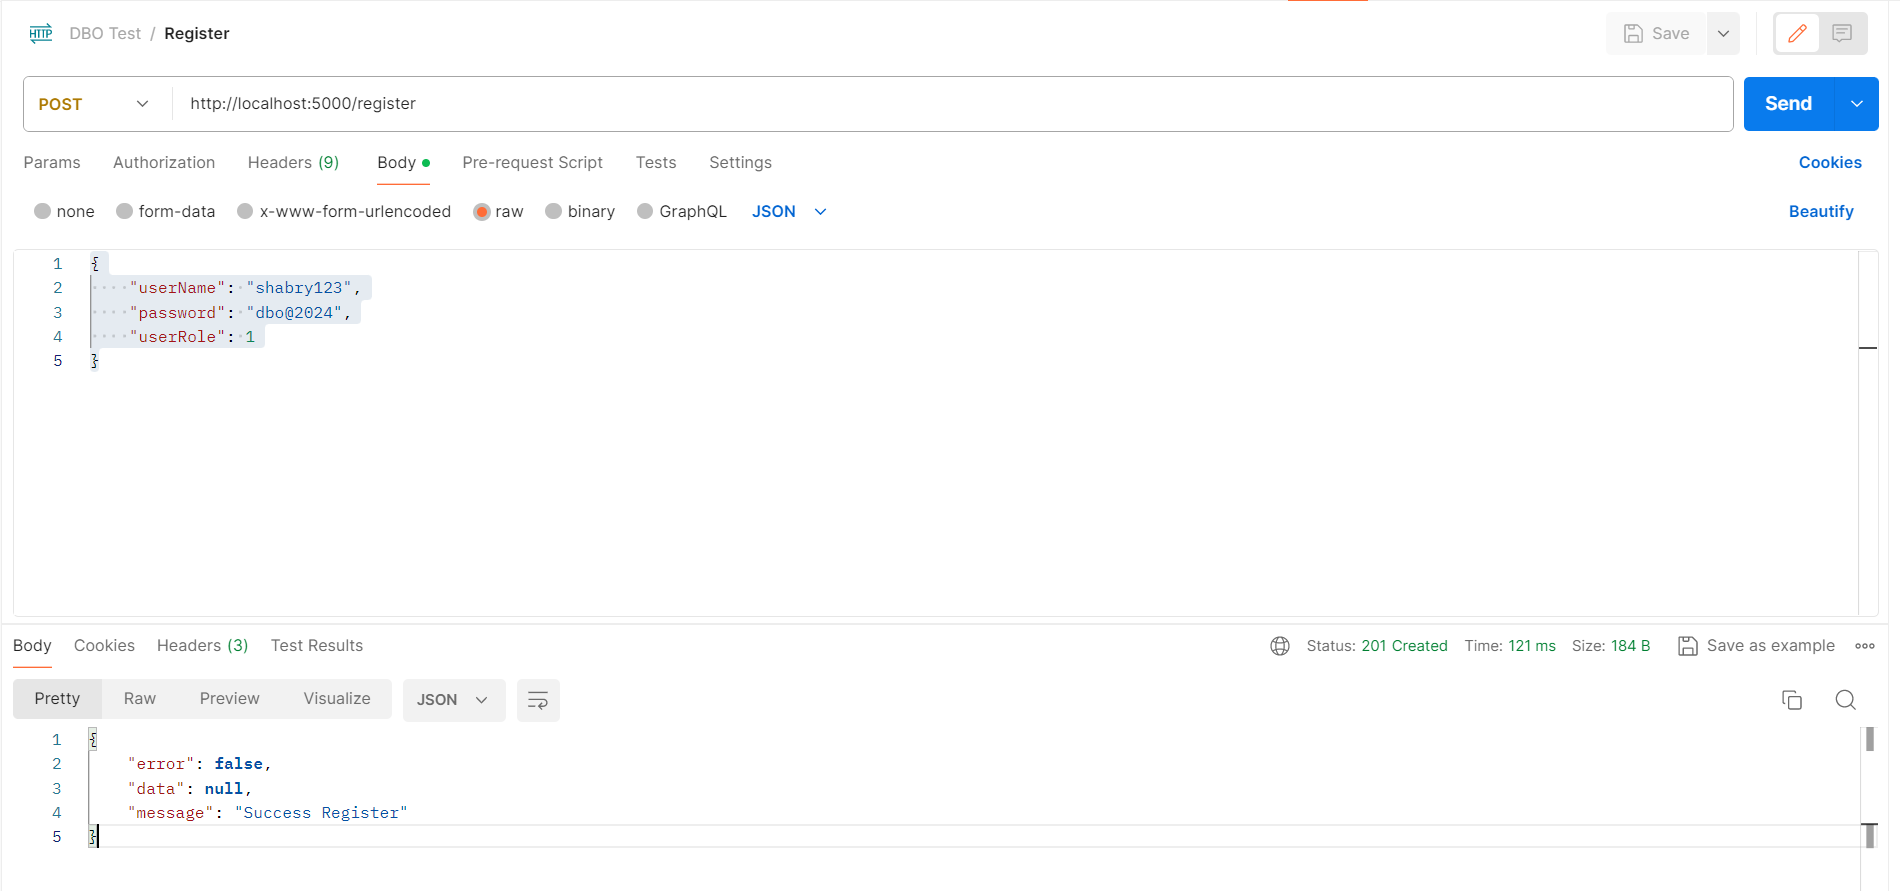 HTTP DBO Test / Register Save
POST http://localhost:5000/register Send
Params Authorization Headers (9) Body Pre-request Script Tests Settings Cookies
none form-data x-www-form-urlencoded raw binary GraphQL JSON Beautify
1 {
2 ····"userName":·"shabry123",
3 ····"password":·"dbo@2024",
4 ····"userRole":·1
5 }
Body Cookies Headers (3) Test Results Status: 201 Created Time: 121 ms Size: 184 B Save as example
Pretty Raw Preview Visualize JSON
1 {
2 "error": false,
3 "data": null,
4 "message": "Success Register"
5 }